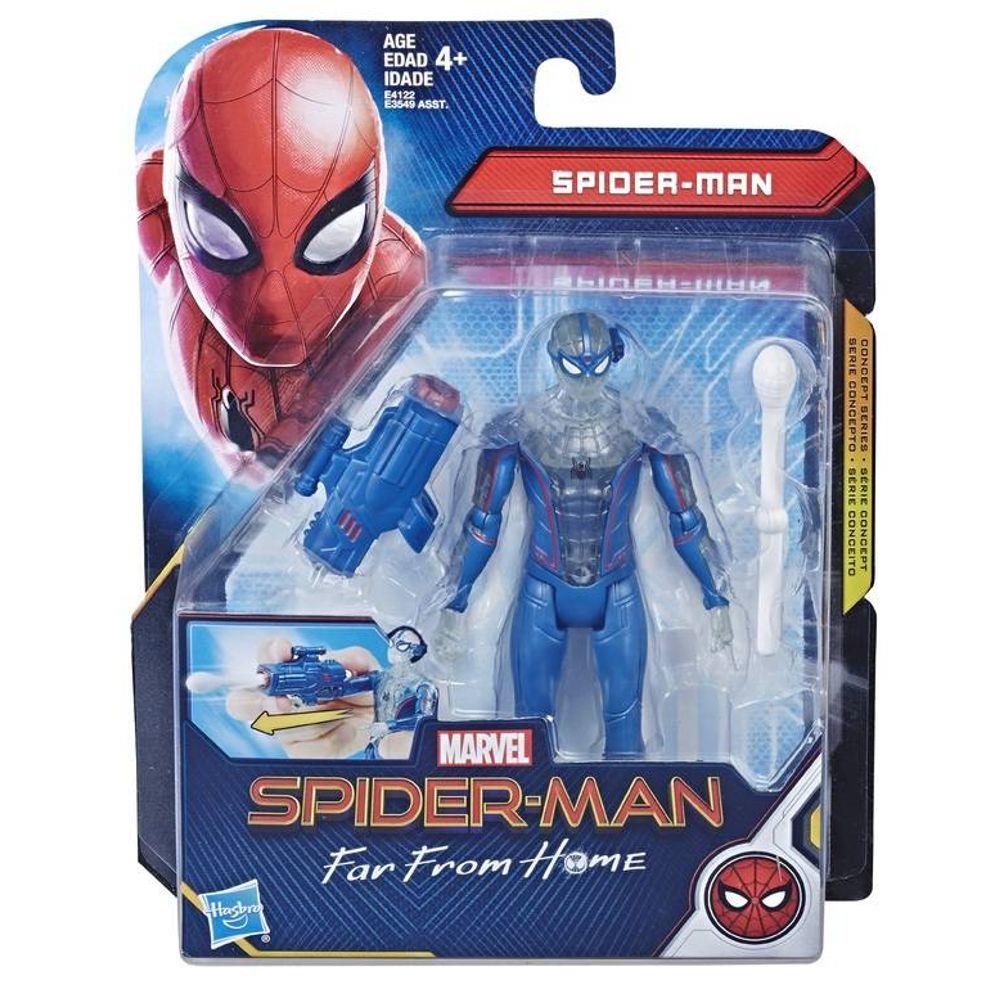 AGE
EDAD 4+
IDADE
E4122
E3549 ASST.
SPIDER-MAN
SPIDER-MAN
CONCEPT SERIES • SÉRIE CONCEPT
SERIE CONCEPTO • SÉRIE CONCEITO
MARVEL
SPIDER-MAN
Far From Home
Hasbro
®